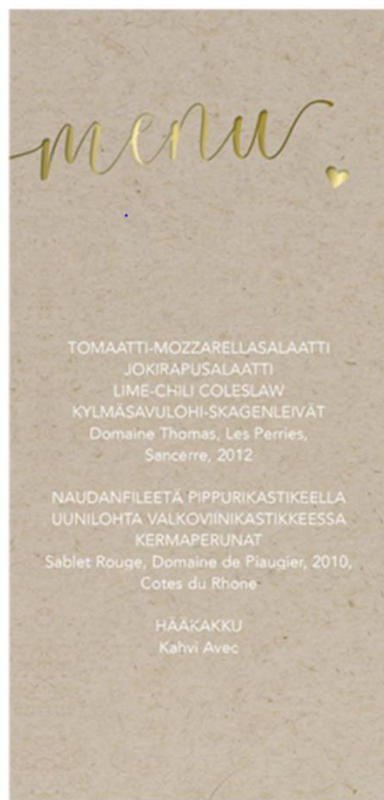 menu
TOMAATTI-MOZZARELLASALAATTI
JOKIRAPUSALAATTI
LIME-CHILI COLESLAW
KYLMÄSAVULOHI-SKAGENLEIVÄT
Domaine Thomas, Les Perries,
Sancerre, 2012
NAUDANFILEETÄ PIPPURIKASTIKEELLA
UUNILOHTA VALKOVIINIKASTIKKEESSA
KERMAPERUNAT
Sablet Rouge, Domaine de Piaugier, 2010,
Cotes du Rhone
HÄÄKAKKU
Kahvi Avec